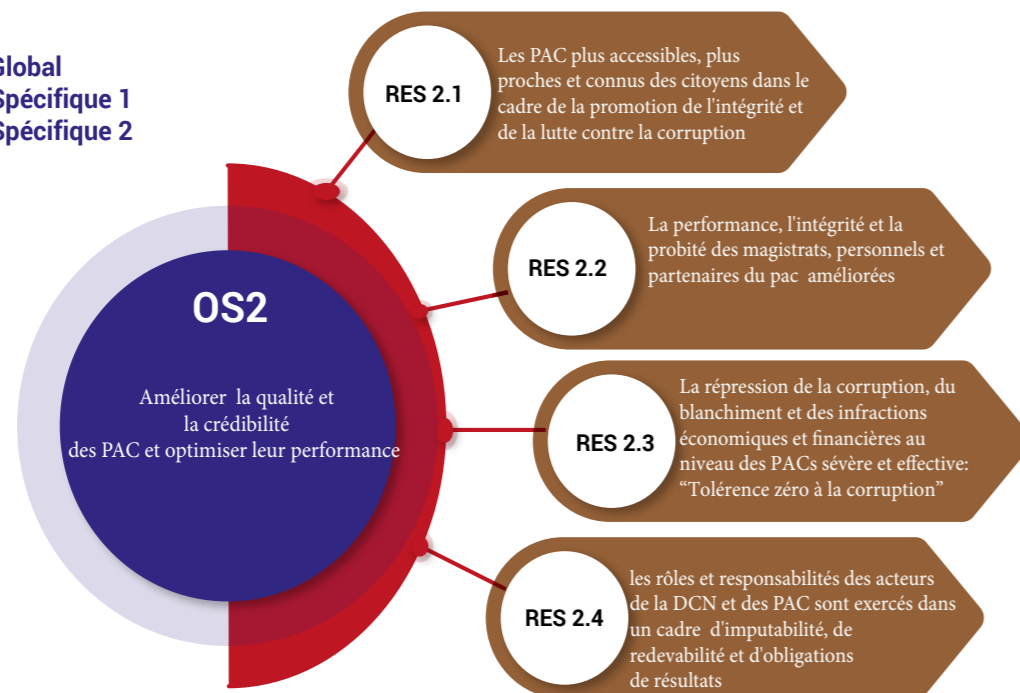 Global
Spécifique 1
Spécifique 2
RES 2.1
Les PAC plus accessibles, plus
proches et connus des citoyens dans le
cadre de la promotion de l'intégrité et
de la lutte contre la corruption
RES 2.2
La performance, l'intégrité et la
probité des magistrats, personnels et
partenaires du pac améliorées
OS2
Améliorer la qualité et
la crédibilité
des PAC et optimiser leur performance
RES 2.3
La répression de la corruption, du
blanchiment et des infractions
économiques et financières au
niveau des PACs sévère et effective:
“Tolérence zéro à la corruption”
RES 2.4
les rôles et responsabilités des acteurs
de la DCN et des PAC sont exercés dans
un cadre d'imputabilité, de
redevabilité et d'obligations
de résultats